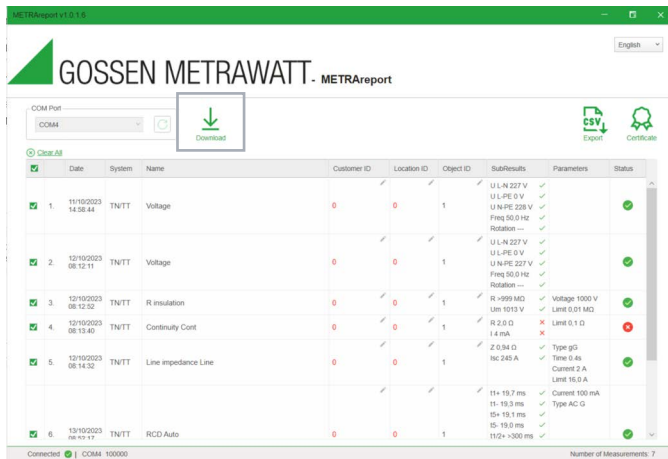 METRAreport v1.0.1.6
English
GOSSEN METRAWATT - METRAreport
COM Port
COM4
Download
CSV
Export
Certificate
Clear All
Date System Name Customer ID Location ID Object ID SubResults Parameters Status
1. 11/10/2023 14:58:44 TN/TT Voltage 0 0 1
U L-N 227 V
U L-PE 0 V
U N-PE 228 V
Freq 50,0 Hz
Rotation ---
2. 12/10/2023 08:12:11 TN/TT Voltage 0 0 1
U L-N 227 V
U L-PE 0 V
U N-PE 227 V
Freq 50,0 Hz
Rotation ---
3. 12/10/2023 08:12:52 TN/TT R insulation 0 0 1
R >999 MΩ Voltage 1000 V
Um 1013 V Limit 0,01 MΩ
4. 12/10/2023 08:13:40 TN/TT Continuity Cont 0 0 1
R 2,0 Ω Limit 0,1 Ω
I 4 mA
5. 12/10/2023 08:14:32 TN/TT Line impedance Line 0 0 1
Z 0,94 Ω Type gG
Isc 245 A Time 0.4s
Current 2 A
Limit 16,0 A
6. 13/10/2023 08:52:17 TN/TT RCD Auto 0 0 1
t1+ 19,7 ms Current 100 mA
t1- 19,3 ms Type AC G
t5+ 19,1 ms
t5- 19,0 ms
t1/2+ >300 ms
Connected | COM4 100000
Number of Measurements: 7